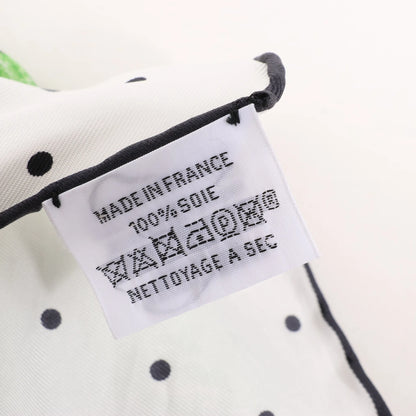 MADE IN FRANCE
100% SOIE
NETTOYAGE A SEC